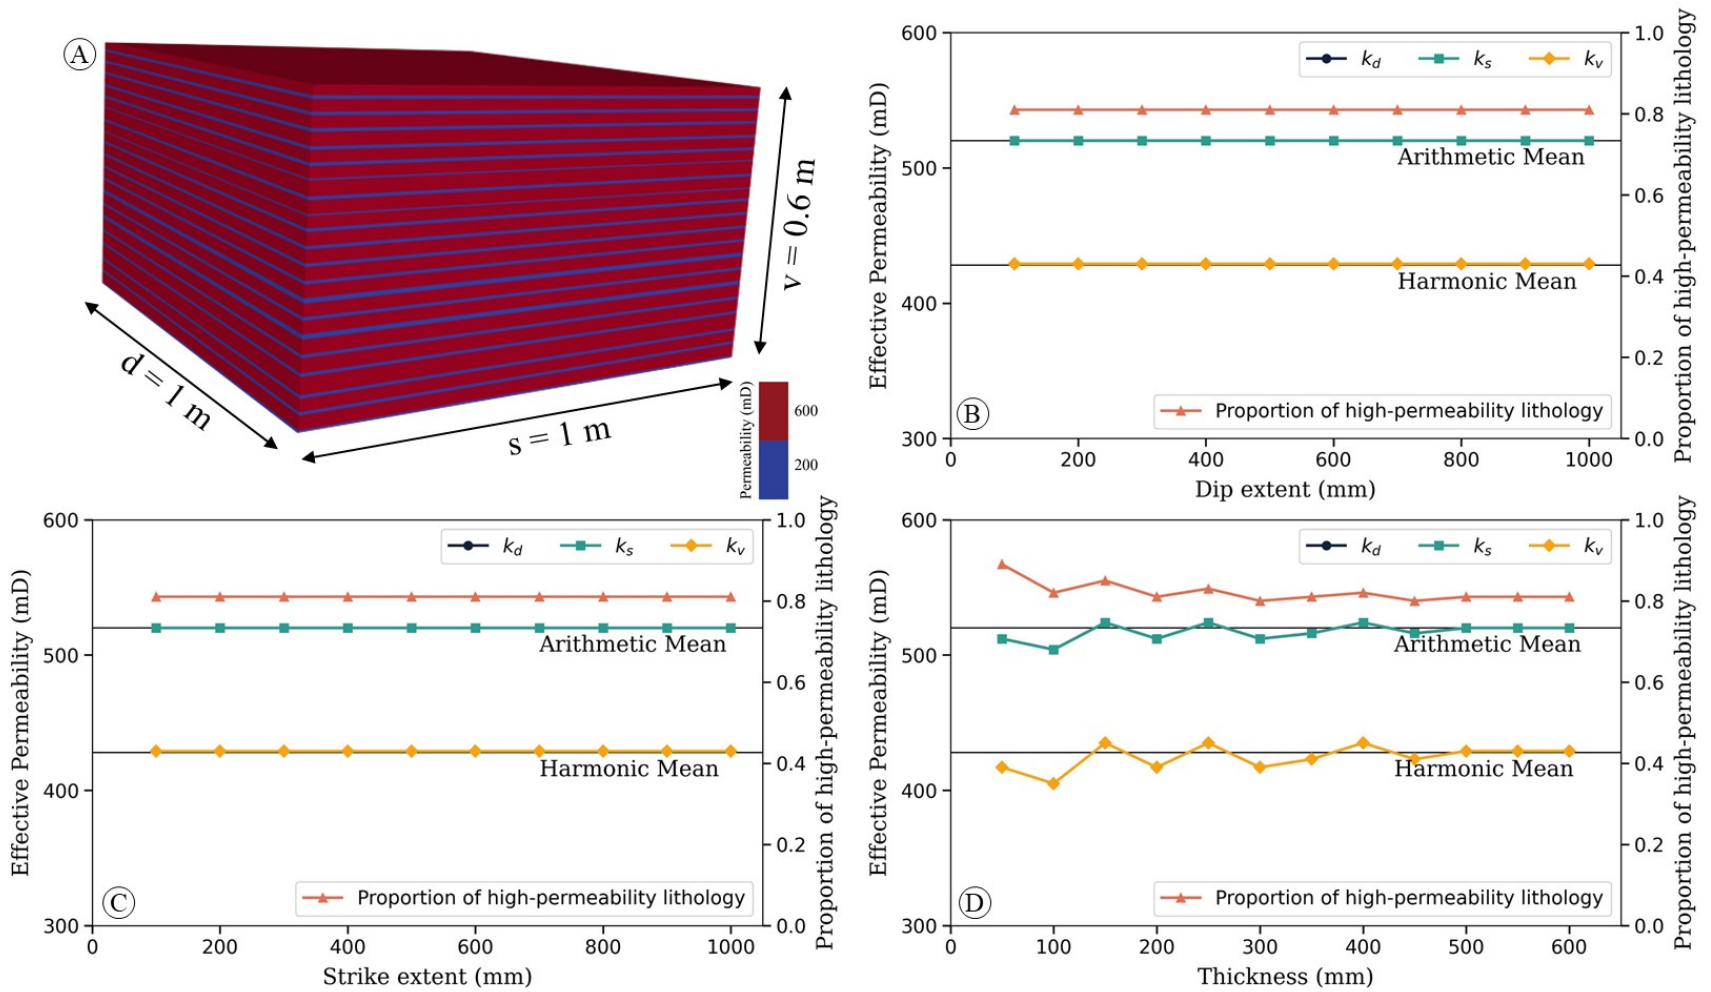 A
d = 1 m
s = 1 m
v = 0.6 m
Permeability (mD)
600
200
B
Effective Permeability (mD)
600
500
400
300
k_d
k_s
k_v
Arithmetic Mean
Harmonic Mean
Proportion of high-permeability lithology
0 200 400 600 800 1000
Dip extent (mm)
1.0
0.8
0.6
0.4
0.2
0.0
Proportion of high-permeability lithology
C
Effective Permeability (mD)
600
500
400
300
k_d
k_s
k_v
Arithmetic Mean
Harmonic Mean
Proportion of high-permeability lithology
0 200 400 600 800 1000
Strike extent (mm)
1.0
0.8
0.6
0.4
0.2
0.0
Proportion of high-permeability lithology
D
Effective Permeability (mD)
600
500
400
300
k_d
k_s
k_v
Arithmetic Mean
Harmonic Mean
Proportion of high-permeability lithology
0 100 200 300 400 500 600
Thickness (mm)
1.0
0.8
0.6
0.4
0.2
0.0
Proportion of high-permeability lithology